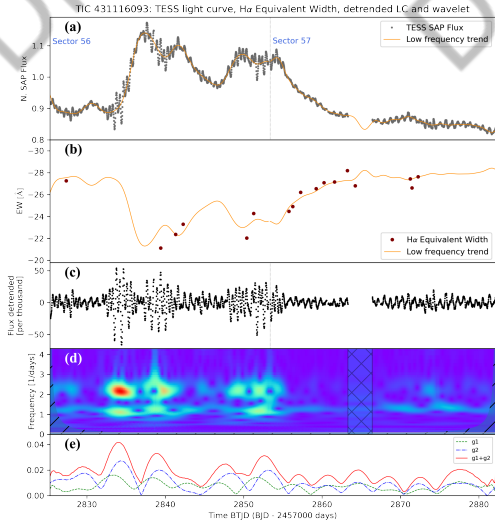 TIC 431116093: TESS light curve, Hα Equivalent Width, detrended LC and wavelet
(a)
Sector 56
Sector 57
TESS SAP Flux
Low frequency trend
N. SAP Flux
1.1
1.0
0.9
0.8
(b)
EW [Å]
−28
−26
−24
−22
−20
Hα Equivalent Width
Low frequency trend
(c)
Flux detrended
[per thousand]
50
0
−50
(d)
Frequency [1/days]
4
3
2
1
0
(e)
g1
g2
g1+g2
0.04
0.02
0.00
2830 2840 2850 2860 2870 2880
Time BTJD (BJD - 2457000 days)